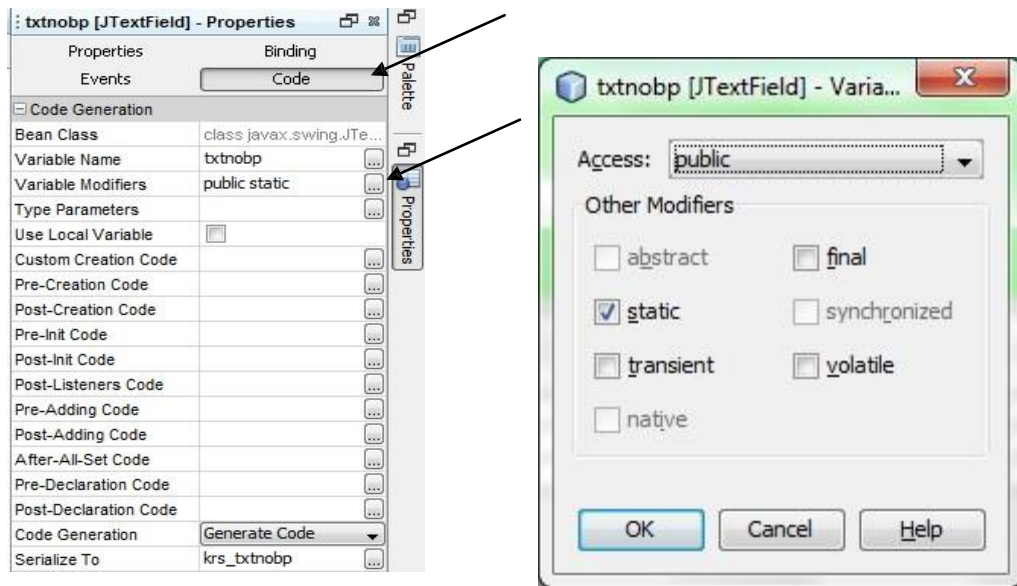 txtnobp [JTextField] - Properties
Properties Binding
Events Code
Code Generation
Bean Class class javax.swing.JTe...
Variable Name txtnobp ...
Variable Modifiers public static ...
Type Parameters ...
Use Local Variable
Custom Creation Code ...
Pre-Creation Code ...
Post-Creation Code ...
Pre-Init Code ...
Post-Init Code ...
Post-Listeners Code ...
Pre-Adding Code ...
Post-Adding Code ...
After-All-Set Code ...
Pre-Declaration Code ...
Post-Declaration Code ...
Code Generation Generate Code
Serialize To krs_txtnobp ...
Palette
Properties
txtnobp [JTextField] - Varia...
Access: public
Other Modifiers
abstract final
static synchronized
transient volatile
native
OK Cancel Help